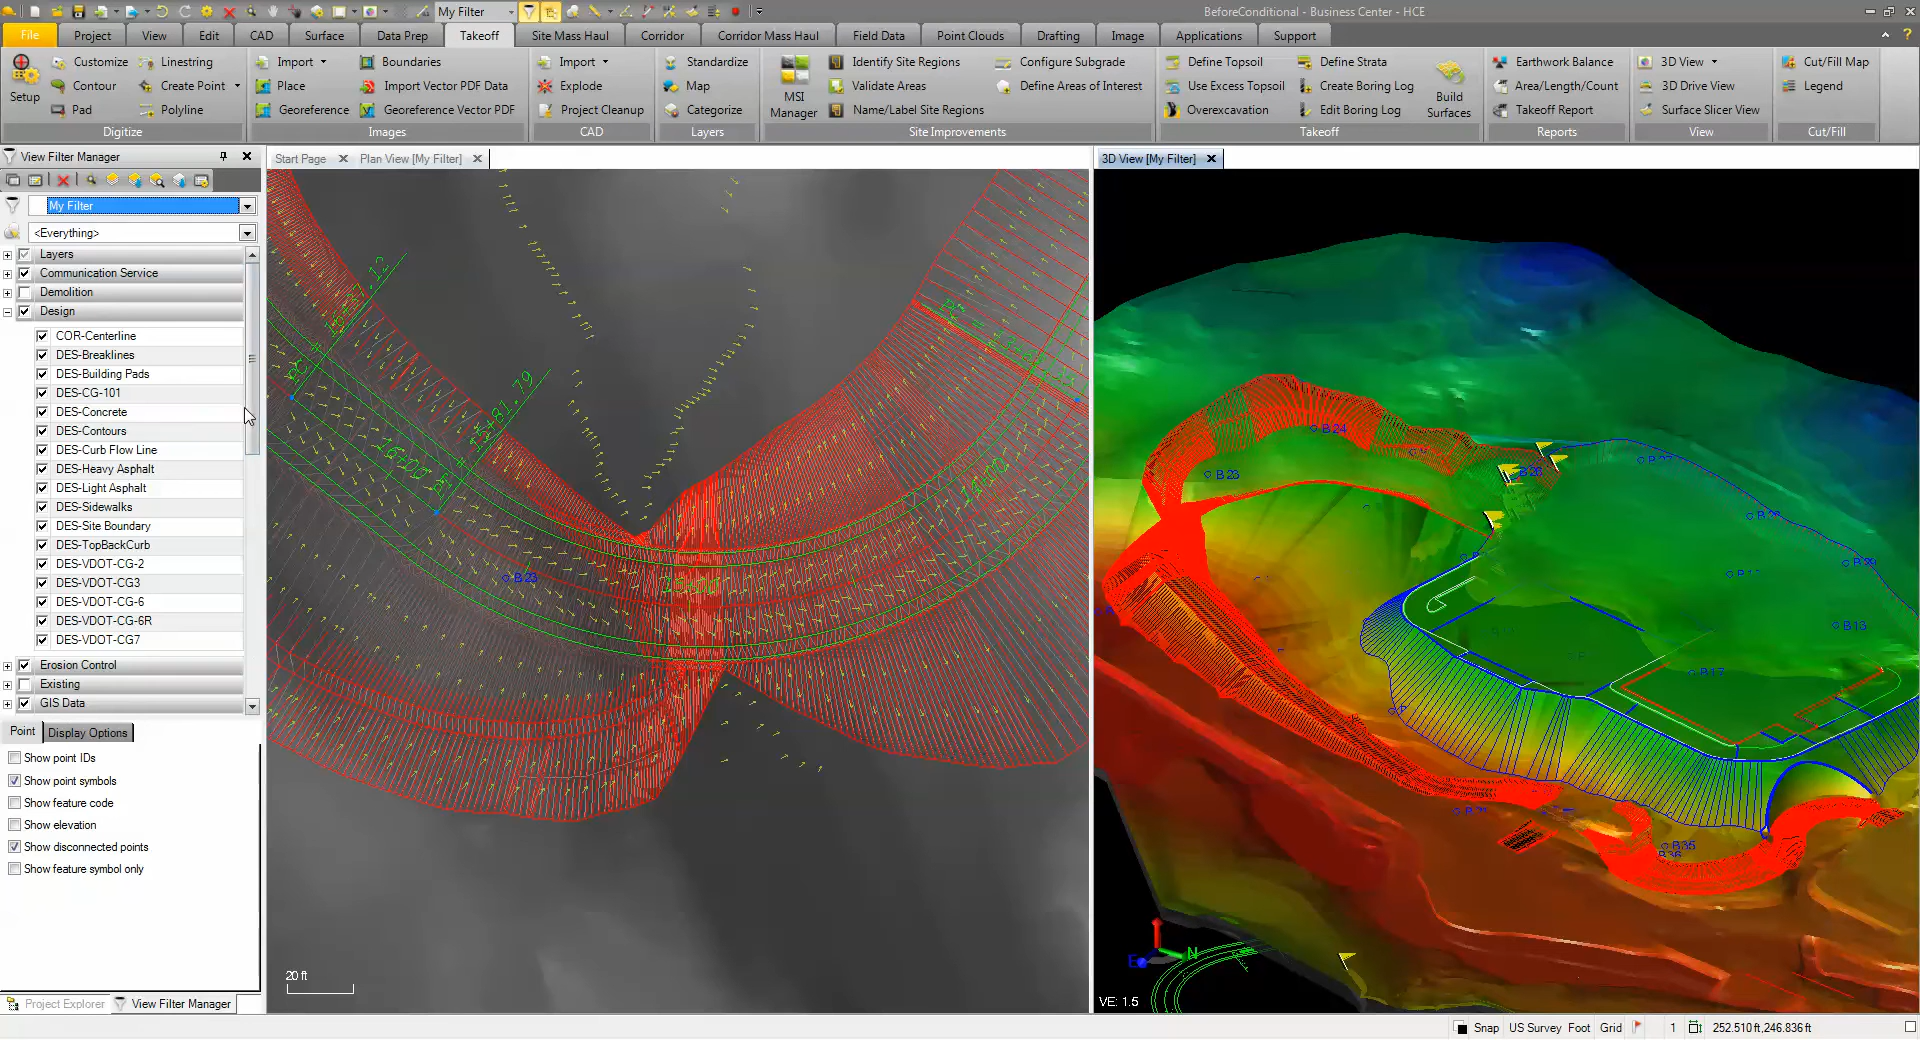 My Filter
BeforeConditional - Business Center - HCE
File Project View Edit CAD Surface Data Prep Takeoff Site Mass Haul Corridor Corridor Mass Haul Field Data Point Clouds Drafting Image Applications Support
Setup
Customize
Linestring
Contour
Create Point
Pad
Polyline
Digitize
Import
Boundaries
Place
Import Vector PDF Data
Georeference
Georeference Vector PDF
Images
Import
Explode
Project Cleanup
CAD
Standardize
Map
Categorize
Layers
MSI
Manager
Identify Site Regions
Configure Subgrade
Validate Areas
Define Areas of Interest
Name/Label Site Regions
Site Improvements
Define Topsoil
Define Strata
Use Excess Topsoil
Create Boring Log
Overexcavation
Edit Boring Log
Build
Surfaces
Takeoff
Earthwork Balance
Area/Length/Count
Takeoff Report
Reports
3D View
3D Drive View
Surface Slicer View
View
Cut/Fill Map
Legend
Cut/Fill
View Filter Manager
My Filter
<Everything>
Layers
Communication Service
Demolition
Design
COR-Centerline
DES-Breaklines
DES-Building Pads
DES-CG-101
DES-Concrete
DES-Contours
DES-Curb Flow Line
DES-Heavy Asphalt
DES-Light Asphalt
DES-Sidewalks
DES-Site Boundary
DES-TopBackCurb
DES-VDOT-CG-2
DES-VDOT-CG3
DES-VDOT-CG-6
DES-VDOT-CG-6R
DES-VDOT-CG7
Erosion Control
Existing
GIS Data
Point
Display Options
Show point IDs
Show point symbols
Show feature code
Show elevation
Show disconnected points
Show feature symbol only
Project Explorer
View Filter Manager
Start Page
Plan View [My Filter]
B23
20 ft
3D View [My Filter]
B24
B23
B13
B17
B35
B36
E
N
VE: 1.5
Snap
US Survey Foot
Grid
1
252.510 ft,246.836 ft